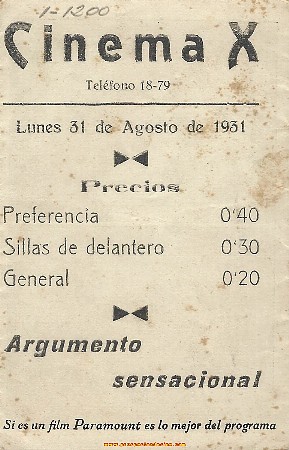 1-1200
Cinema X
Teléfono 18-79
Lunes 31 de Agosto de 1931
Precios
Preferencia 0'40
Sillas de delantero 0'30
General 0'20
Argumento
sensacional
Si es un film Paramount es lo mejor del programa